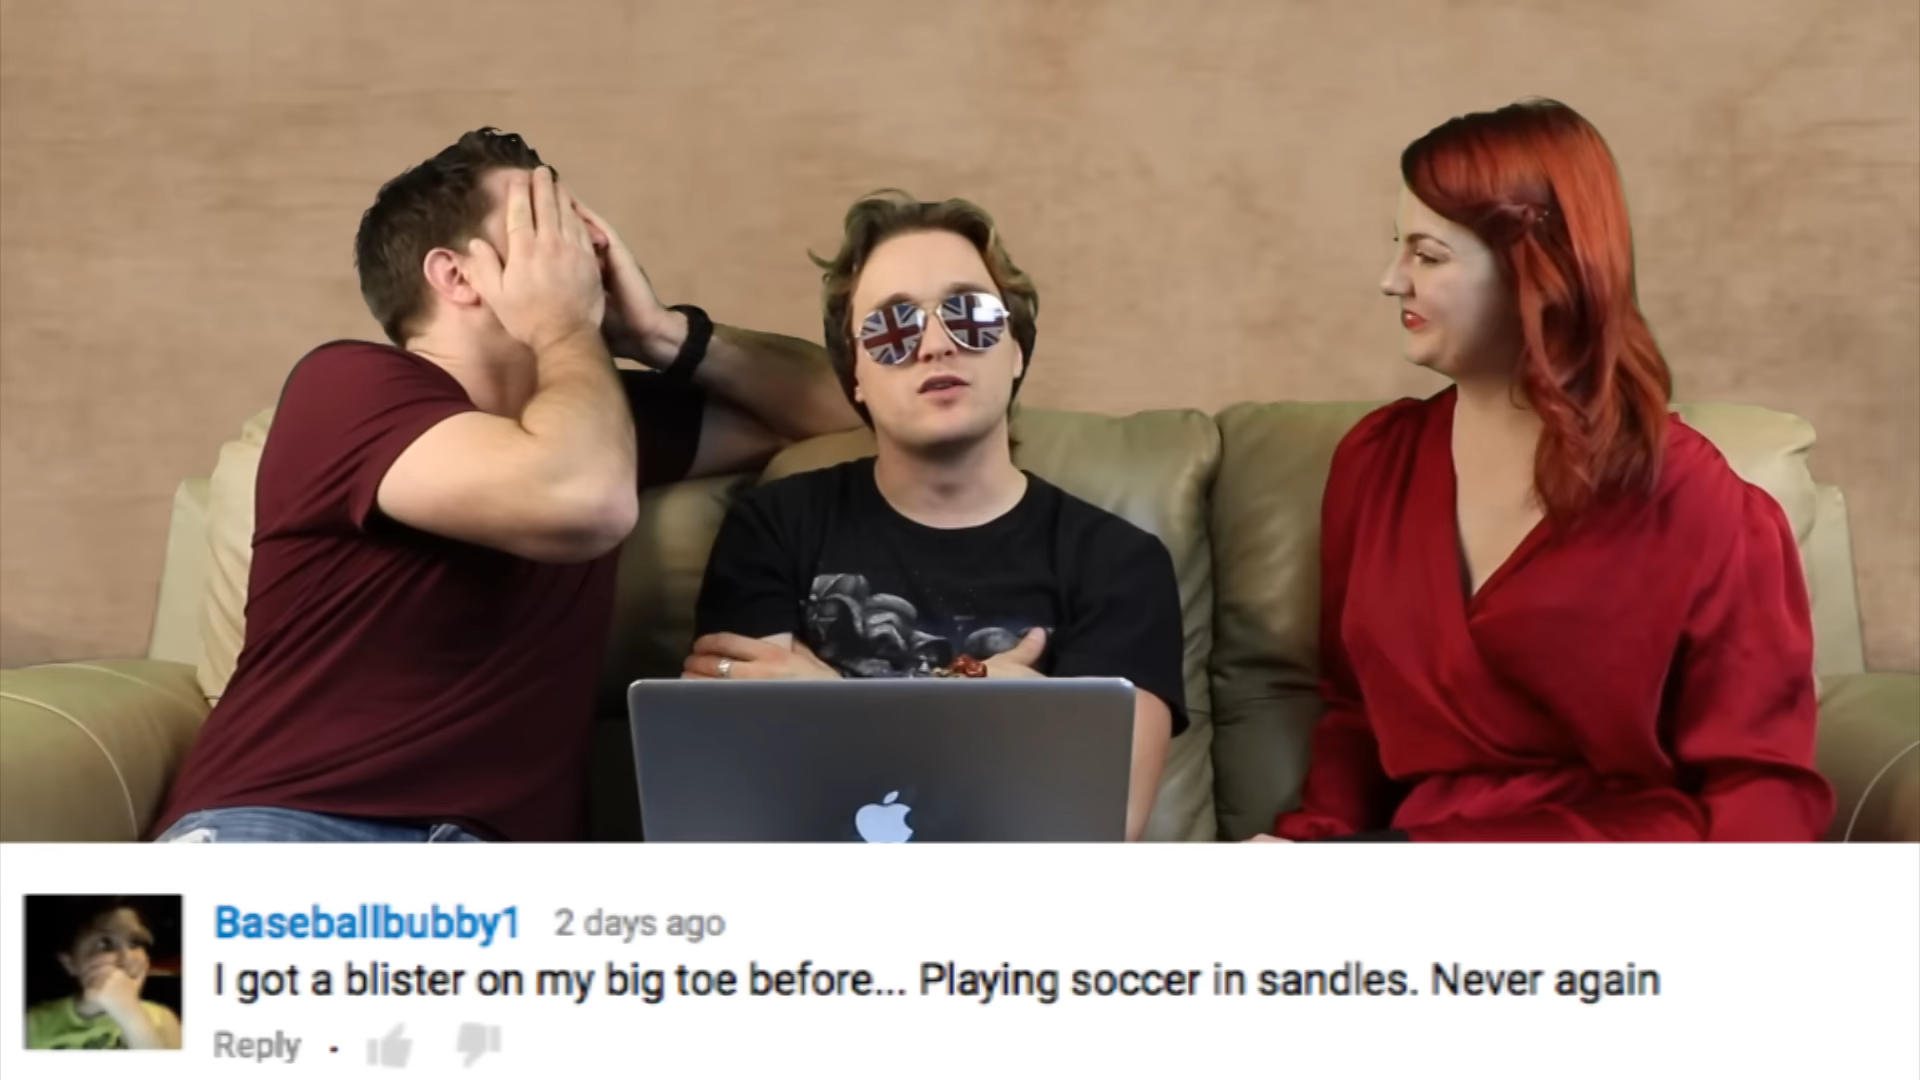 Baseballbubby1 2 days ago
I got a blister on my big toe before... Playing soccer in sandles. Never again
Reply